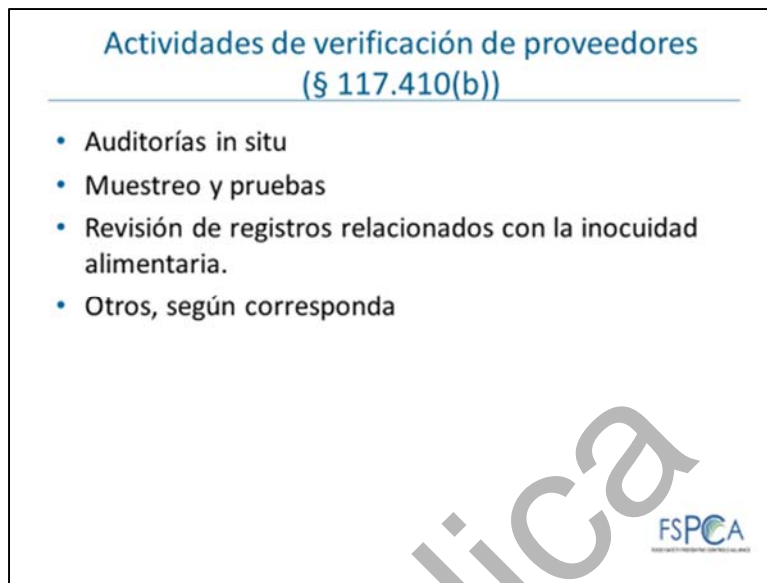 Actividades de verificación de proveedores
(§ 117.410(b))
• Auditorías in situ
• Muestreo y pruebas
• Revisión de registros relacionados con la inocuidad
alimentaria.
• Otros, según corresponda
lica
FSPCA